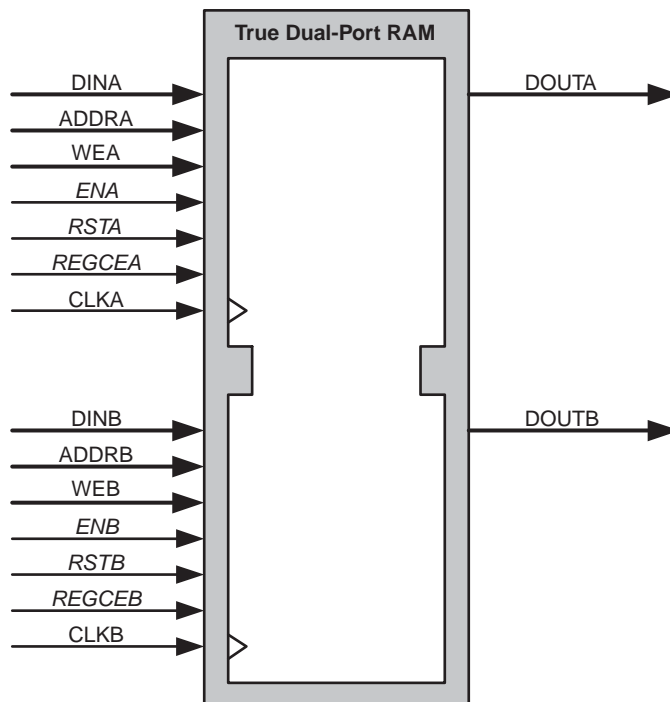 True Dual-Port RAM
DINA
DOUTA
ADDRA
WEA
ENA
RSTA
REGCEA
CLKA
DINB
DOUTB
ADDRB
WEB
ENB
RSTB
REGCEB
CLKB